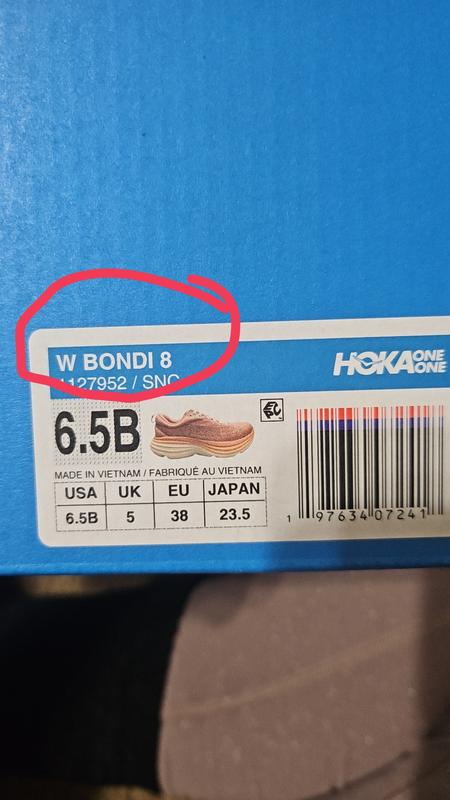 W BONDI 8
1127952 / SNC
HOKA ONE ONE
6.5B
MADE IN VIETNAM / FABRIQUÉ AU VIETNAM
USA UK EU JAPAN
6.5B 5 38 23.5
1 97634 07241